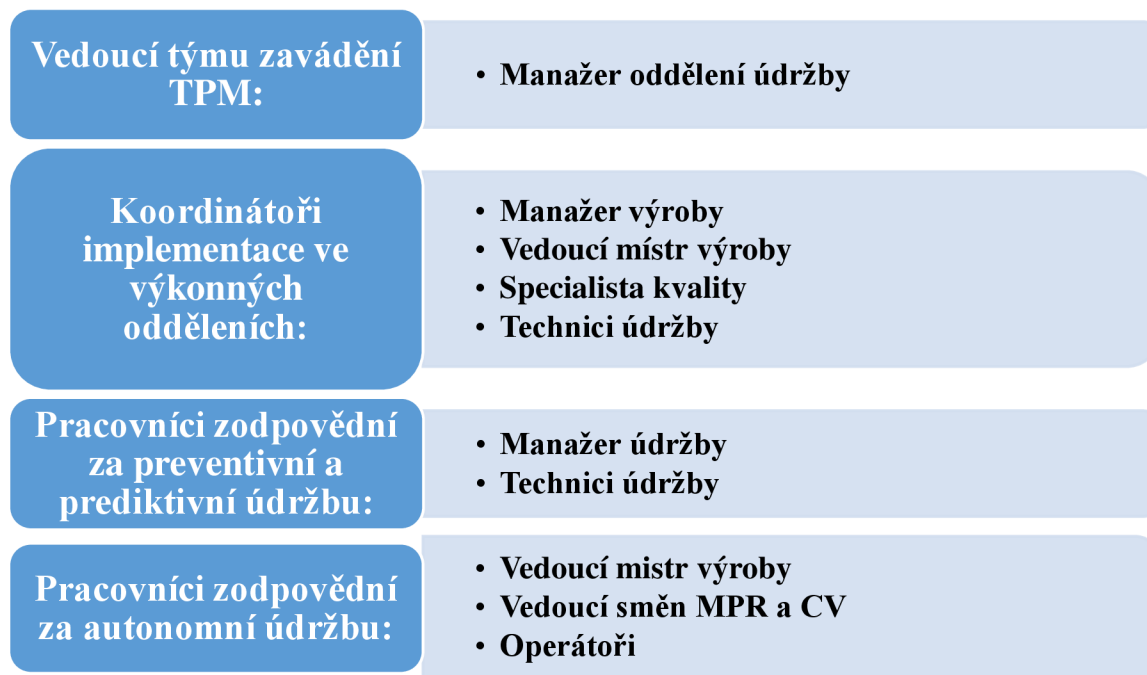 Vedoucí týmu zavádění
TPM:
• Manažer oddělení údržby
Koordinátoři
implementace ve
výkonných
odděleních:
• Manažer výroby
• Vedoucí místr výroby
• Specialista kvality
• Technici údržby
Pracovníci zodpovědní
za preventivní a
prediktivní údržbu:
• Manažer údržby
• Technici údržby
Pracovníci zodpovědní
za autonomní údržbu:
• Vedoucí mistr výroby
• Vedoucí směn MPR a CV
• Operátoři